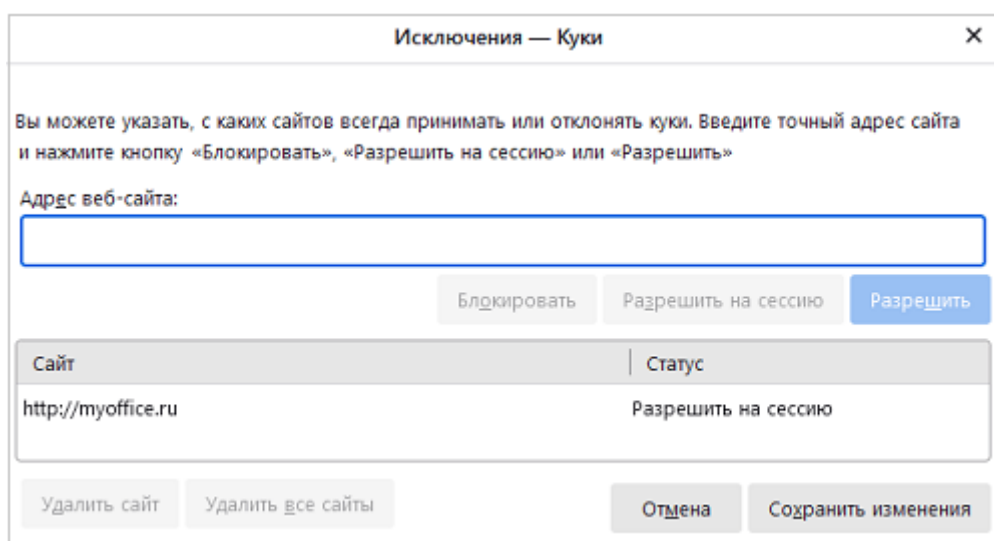 Исключения — Куки
Вы можете указать, с каких сайтов всегда принимать или отклонять куки. Введите точный адрес сайта
и нажмите кнопку «Блокировать», «Разрешить на сессию» или «Разрешить»
Адрес веб-сайта:
Блокировать Разрешить на сессию Разрешить
Сайт Статус
http://myoffice.ru Разрешить на сессию
Удалить сайт Удалить все сайты Отмена Сохранить изменения